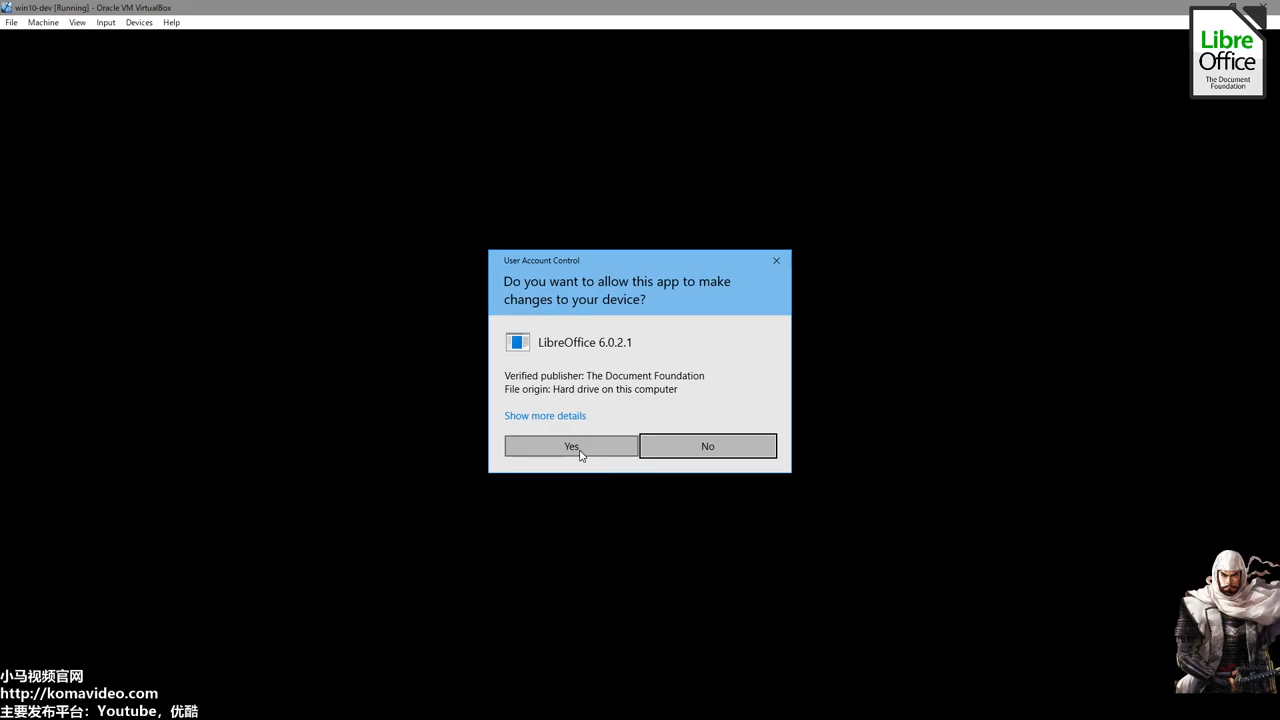 win10-dev [Running] - Oracle VM VirtualBox
File Machine View Input Devices Help
Libre
Office
The Document
Foundation
User Account Control
Do you want to allow this app to make
changes to your device?
LibreOffice 6.0.2.1
Verified publisher: The Document Foundation
File origin: Hard drive on this computer
Show more details
Yes No
小马视频官网
http://komavideo.com
主要发布平台：Youtube，优酷